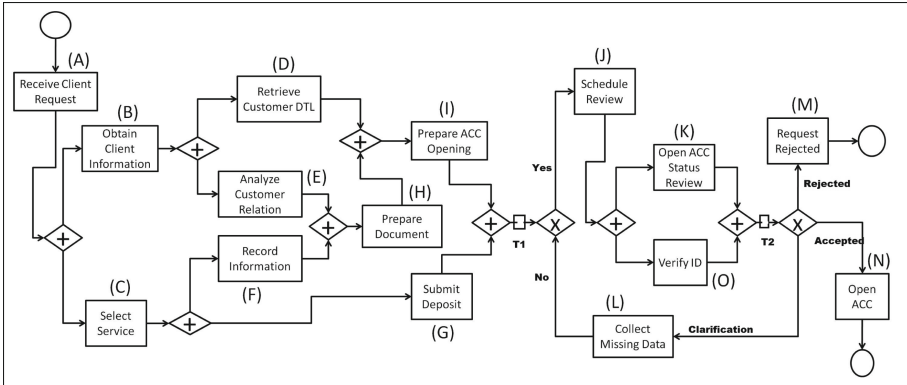 (A)
Receive Client
Request
(B)
Obtain
Client
Information
(C)
Select
Service
(D)
Retrieve
Customer DTL
(E)
Analyze
Customer
Relation
(F)
Record
Information
(G)
Submit
Deposit
(H)
Prepare
Document
(I)
Prepare ACC
Opening
T1
X
Yes
No
(J)
Schedule
Review
(K)
Open ACC
Status
Review
Verify ID
(O)
T2
X
(L)
Collect
Missing Data
Clarification
(M)
Request
Rejected
Rejected
Accepted
(N)
Open
ACC